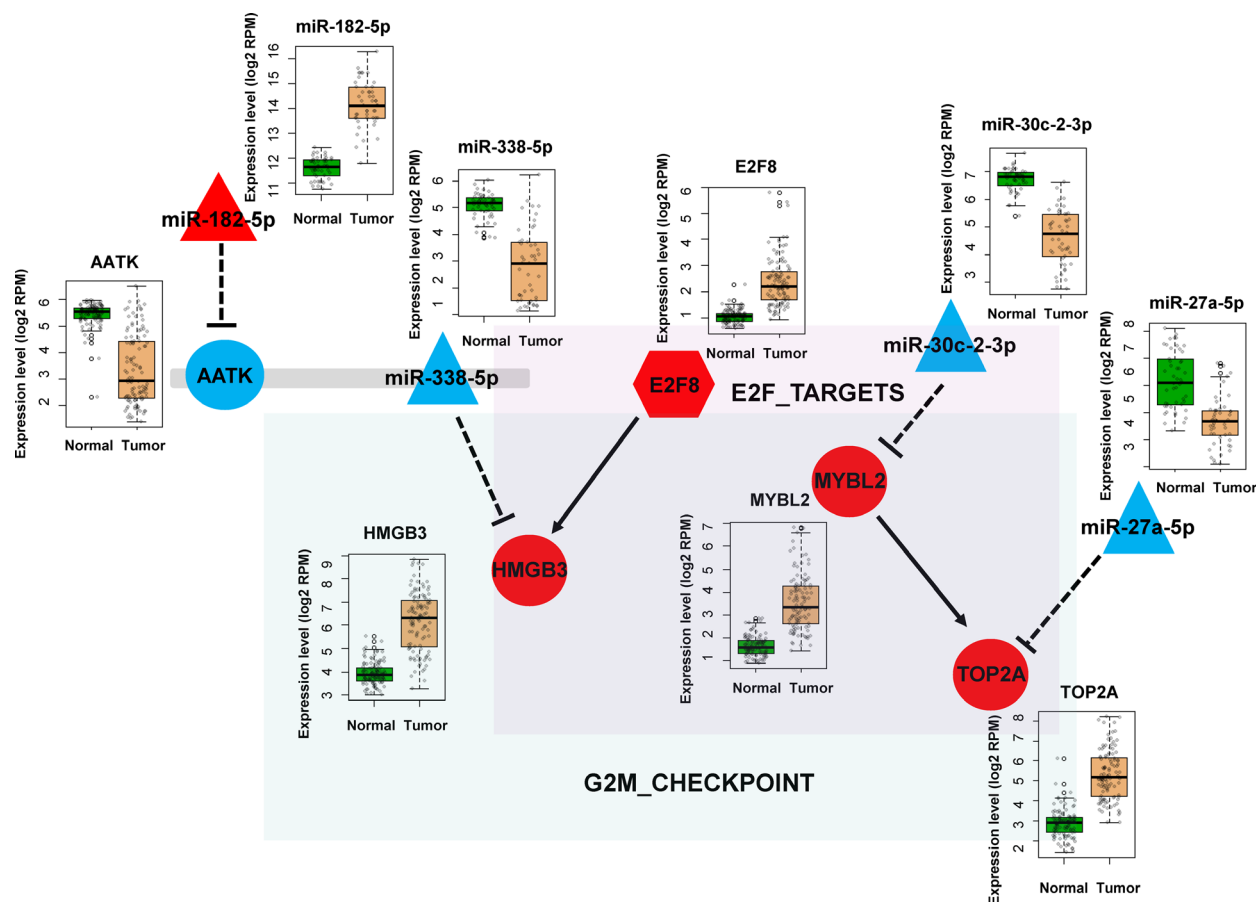 miR-182-5p
Expression level (log2 RPM)
16
15
14
13
12
11
Normal Tumor
miR-182-5p
miR-338-5p
Expression level (log2 RPM)
6
5
4
3
2
1
Normal Tumor
miR-338-5p
E2F8
Expression level (log2 RPM)
6
5
4
3
2
1
Normal Tumor
E2F8
E2F_TARGETS
miR-30c-2-3p
Expression level (log2 RPM)
7
6
5
4
3
Normal Tumor
miR-30c-2-3p
AATK
Expression level (log2 RPM)
6
5
4
3
2
Normal Tumor
AATK
miR-27a-5p
Expression level (log2 RPM)
8
7
6
5
4
3
Normal Tumor
miR-27a-5p
MYBL2
MYBL2
Expression level (log2 RPM)
7
6
5
4
3
2
1
Normal Tumor
HMGB3
Expression level (log2 RPM)
9
8
7
6
5
4
3
Normal Tumor
HMGB3
TOP2A
TOP2A
Expression level (log2 RPM)
8
7
6
5
4
3
2
Normal Tumor
G2M_CHECKPOINT